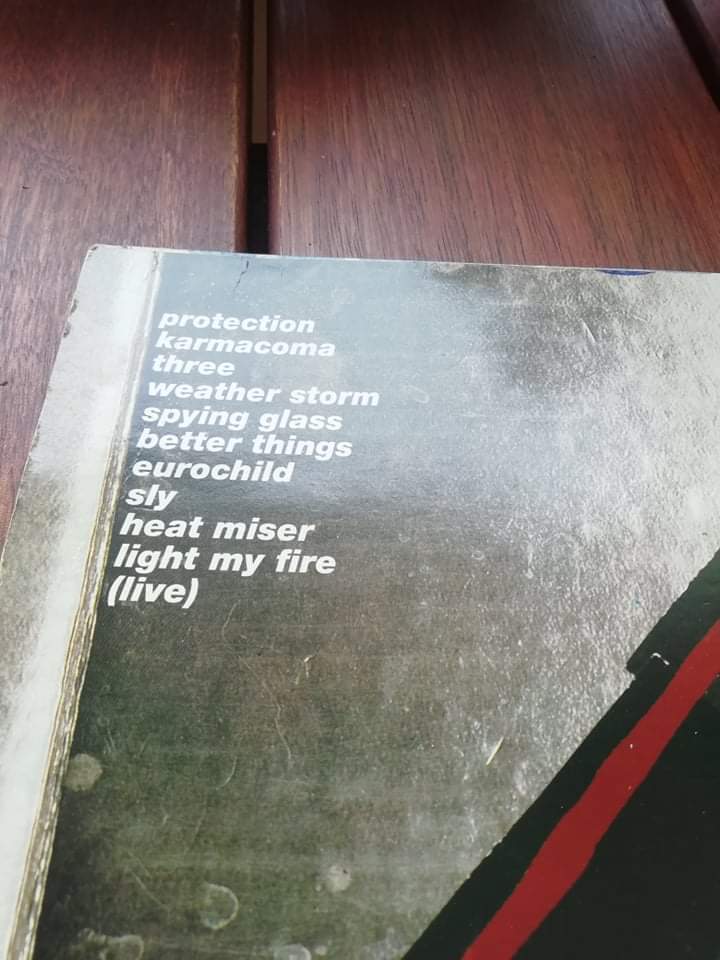 protection
karmacoma
three
weather storm
spying glass
better things
eurochild
sly
heat miser
light my fire
(live)